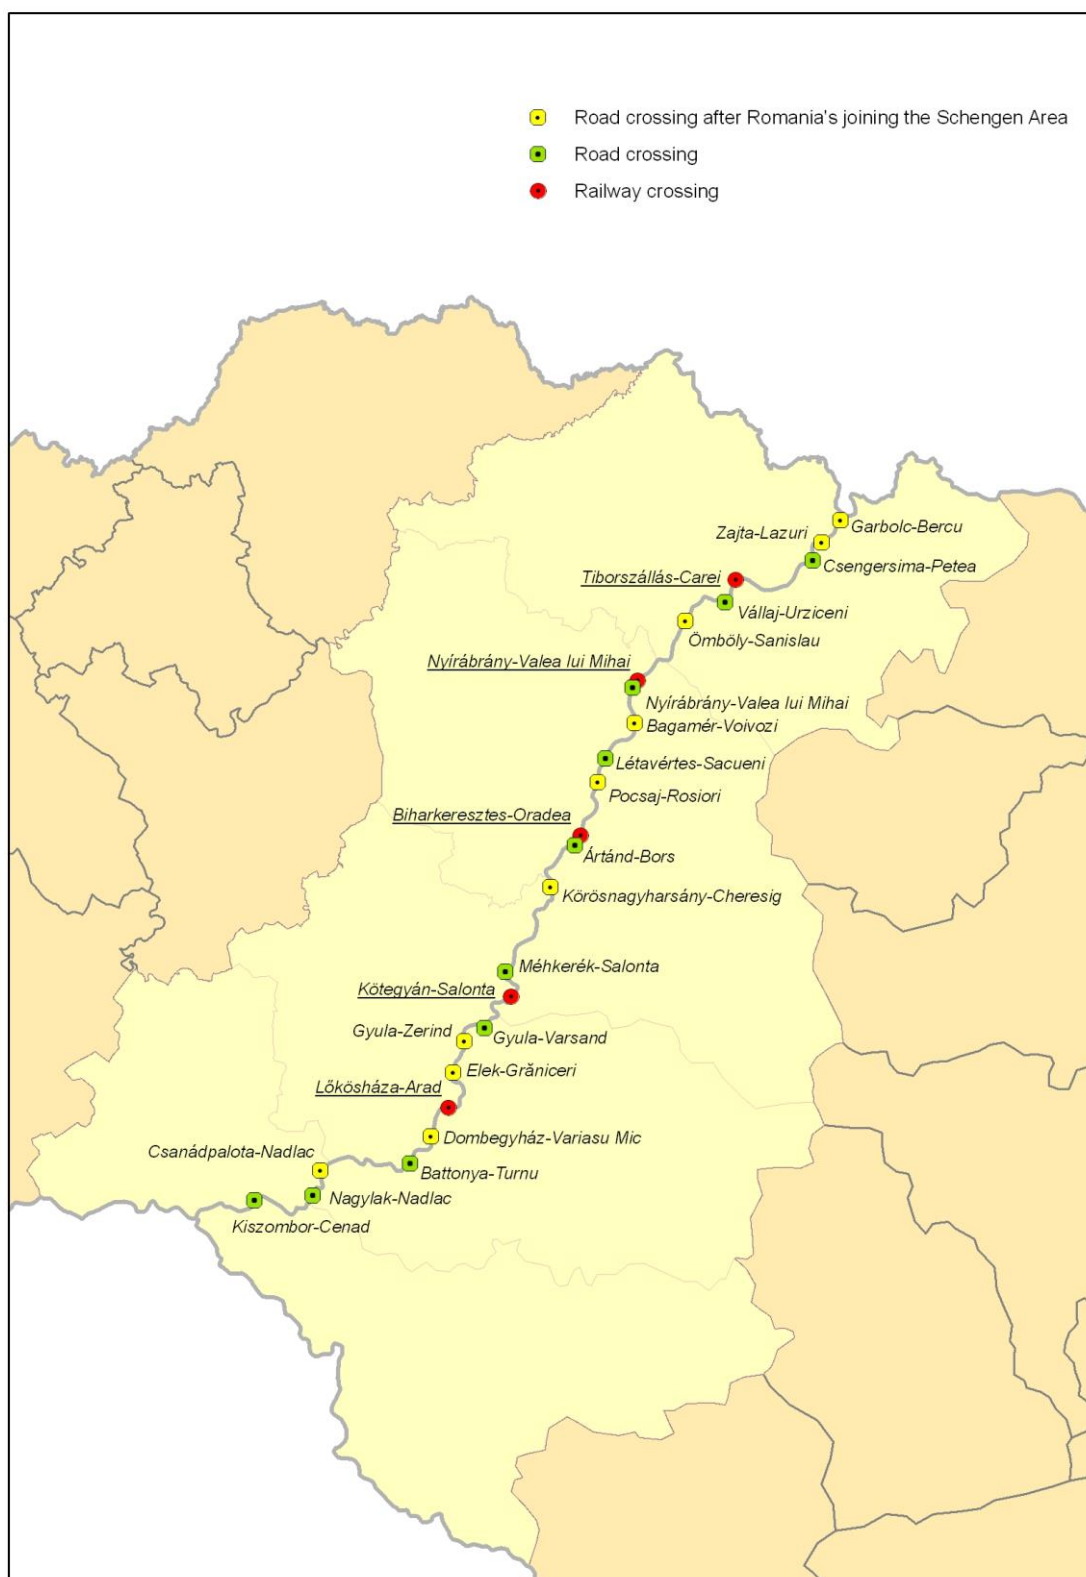 Road crossing after Romania's joining the Schengen Area
Road crossing
Railway crossing
Garbolc-Bercu
Zajta-Lazuri
Csengersima-Petea
Tiborszállás-Carei
Vállaj-Urziceni
Ömböly-Sanislau
Nyírábrány-Valea lui Mihai
Nyírábrány-Valea lui Mihai
Bagamér-Voivozi
Létavértes-Sacueni
Pocsaj-Rosiori
Biharkeresztes-Oradea
Ártánd-Bors
Körösnagyharsány-Cheresig
Méhkerék-Salonta
Kötegyán-Salonta
Gyula-Zerind
Gyula-Varsand
Elek-Grăniceri
Lőkösháza-Arad
Dombegyház-Variasu Mic
Csanádpalota-Nadlac
Battonya-Turnu
Nagylak-Nadlac
Kiszombor-Cenad